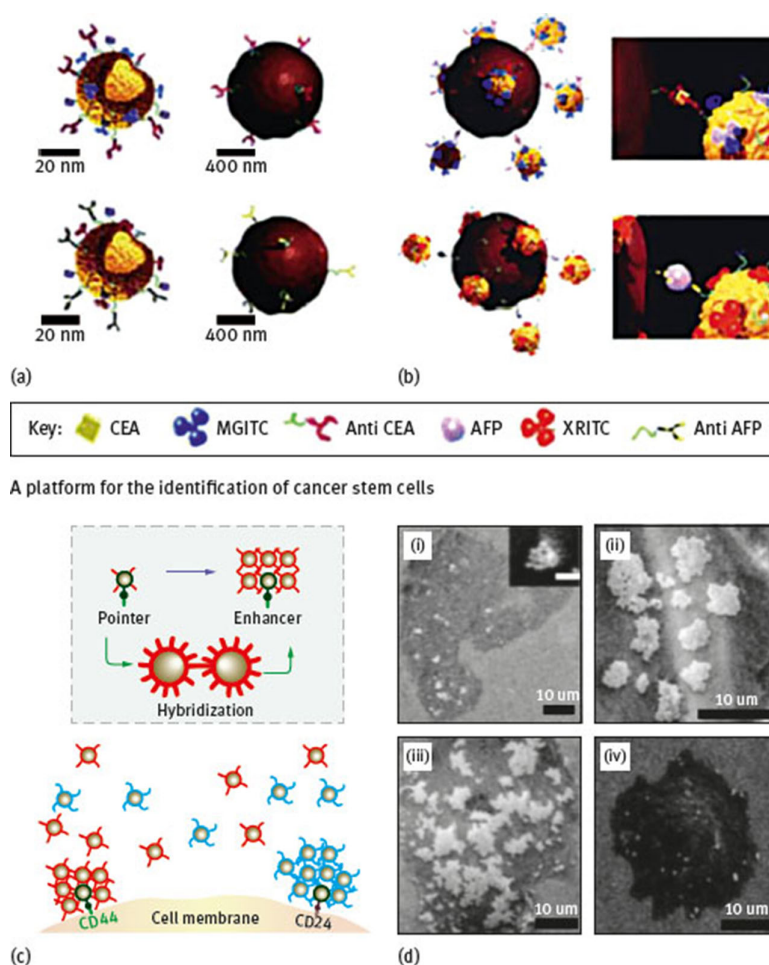 20 nm
400 nm
20 nm
400 nm
(a)
(b)
Key: CEA MGITC Anti CEA AFP XRITC Anti AFP
A platform for the identification of cancer stem cells
Pointer
Enhancer
Hybridization
CD44
Cell membrane
CD24
(c)
(i)
10 um
(ii)
10 um
(iii)
10 um
(iv)
10 um
(d)